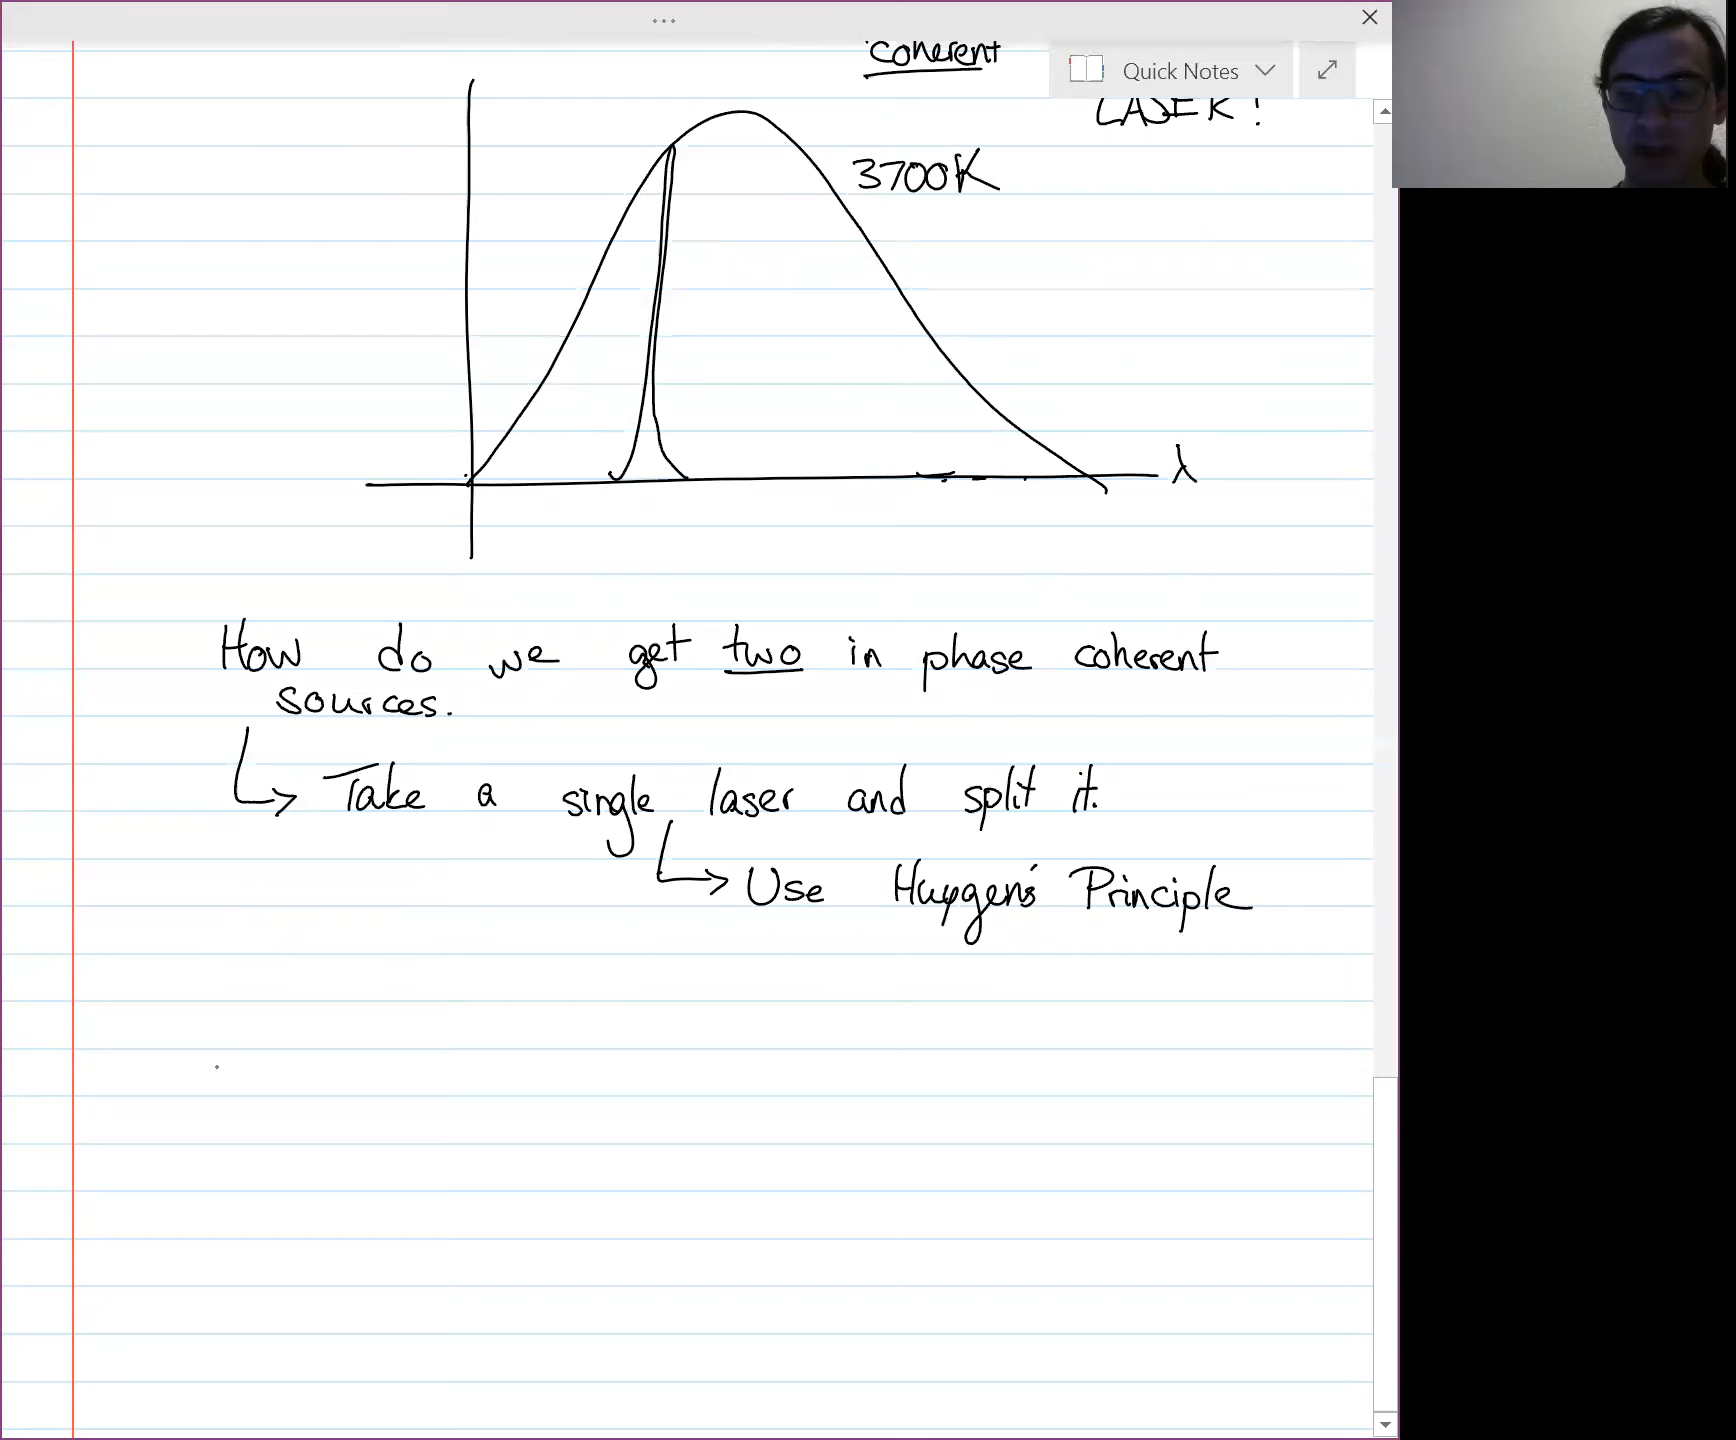 coherent
Quick Notes
LASER!
3700K
λ
How do we get two in phase coherent
sources.
Take a single laser and split it.
Use Huygen's Principle